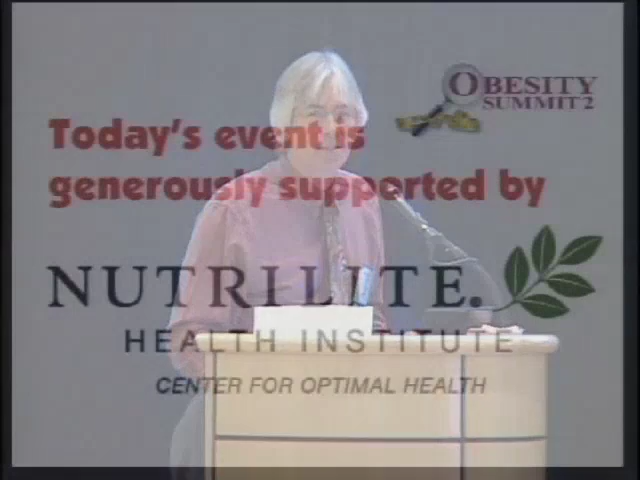 OBESITY
SUMMIT 2
Today's event is
generously supported by
NUTRILITE.
HEALTH INSTITUTE
CENTER FOR OPTIMAL HEALTH